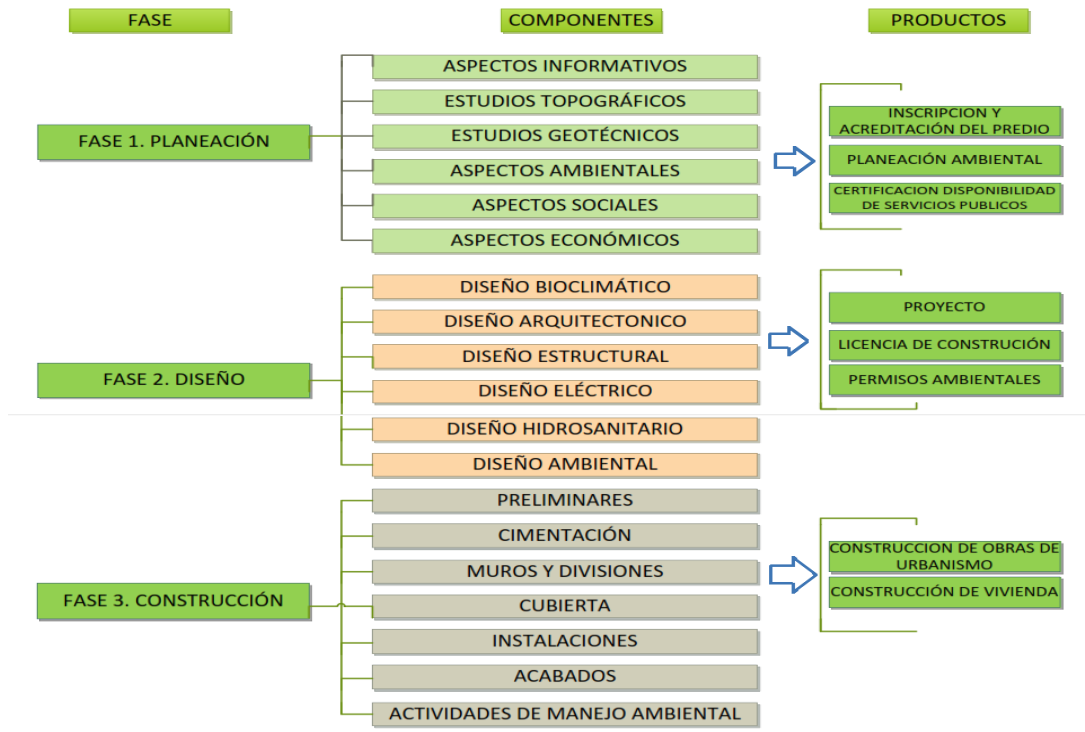 FASE
COMPONENTES
PRODUCTOS
FASE 1. PLANEACIÓN
ASPECTOS INFORMATIVOS
ESTUDIOS TOPOGRÁFICOS
ESTUDIOS GEOTÉCNICOS
ASPECTOS AMBIENTALES
ASPECTOS SOCIALES
ASPECTOS ECONÓMICOS
INSCRIPCION Y
ACREDITACIÓN DEL PREDIO
PLANEACIÓN AMBIENTAL
CERTIFICACION DISPONIBILIDAD
DE SERVICIOS PUBLICOS
FASE 2. DISEÑO
DISEÑO BIOCLIMÁTICO
DISEÑO ARQUITECTONICO
DISEÑO ESTRUCTURAL
DISEÑO ELÉCTRICO
DISEÑO HIDROSANITARIO
DISEÑO AMBIENTAL
PROYECTO
LICENCIA DE CONSTRUCIÓN
PERMISOS AMBIENTALES
FASE 3. CONSTRUCCIÓN
PRELIMINARES
CIMENTACIÓN
MUROS Y DIVISIONES
CUBIERTA
INSTALACIONES
ACABADOS
ACTIVIDADES DE MANEJO AMBIENTAL
CONSTRUCCION DE OBRAS DE
URBANISMO
CONSTRUCCIÓN DE VIVIENDA